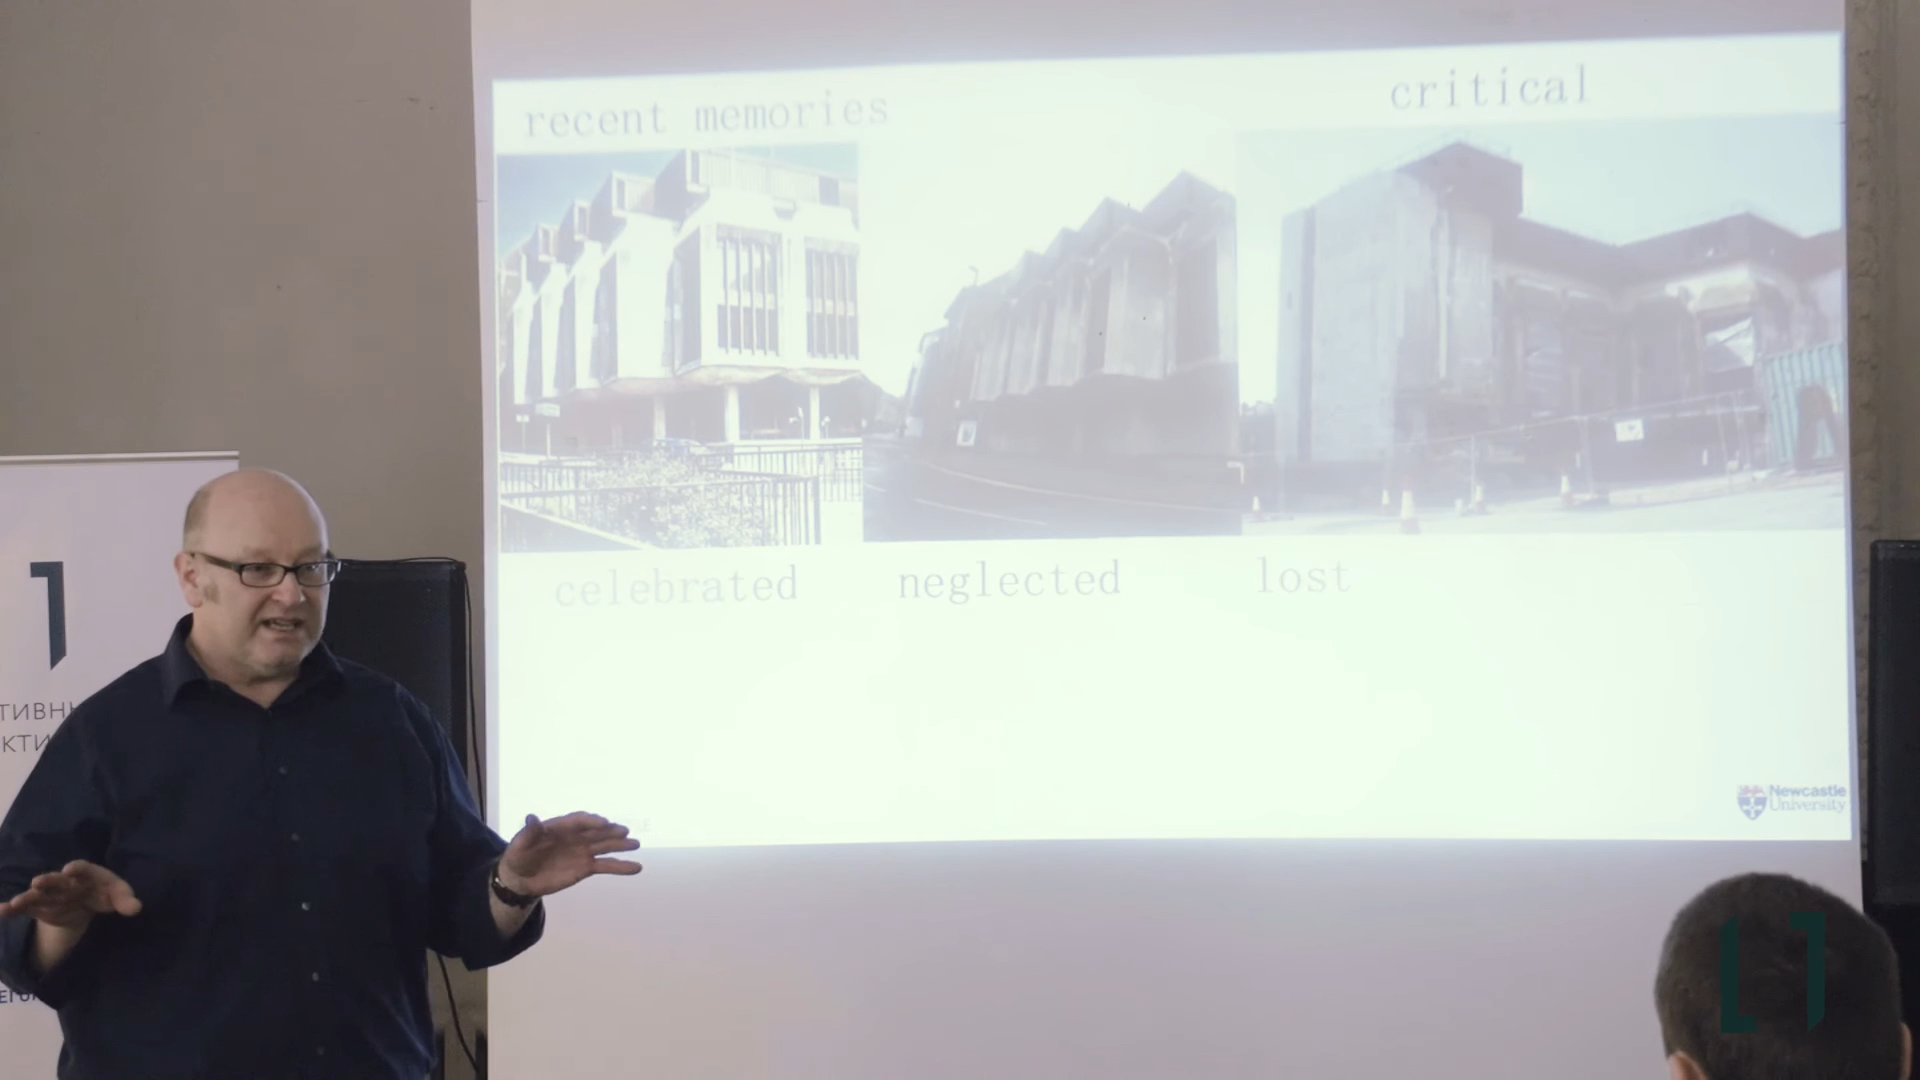 recent memories
critical
celebrated
neglected
lost
Newcastle
University
ТИВН
КТИ